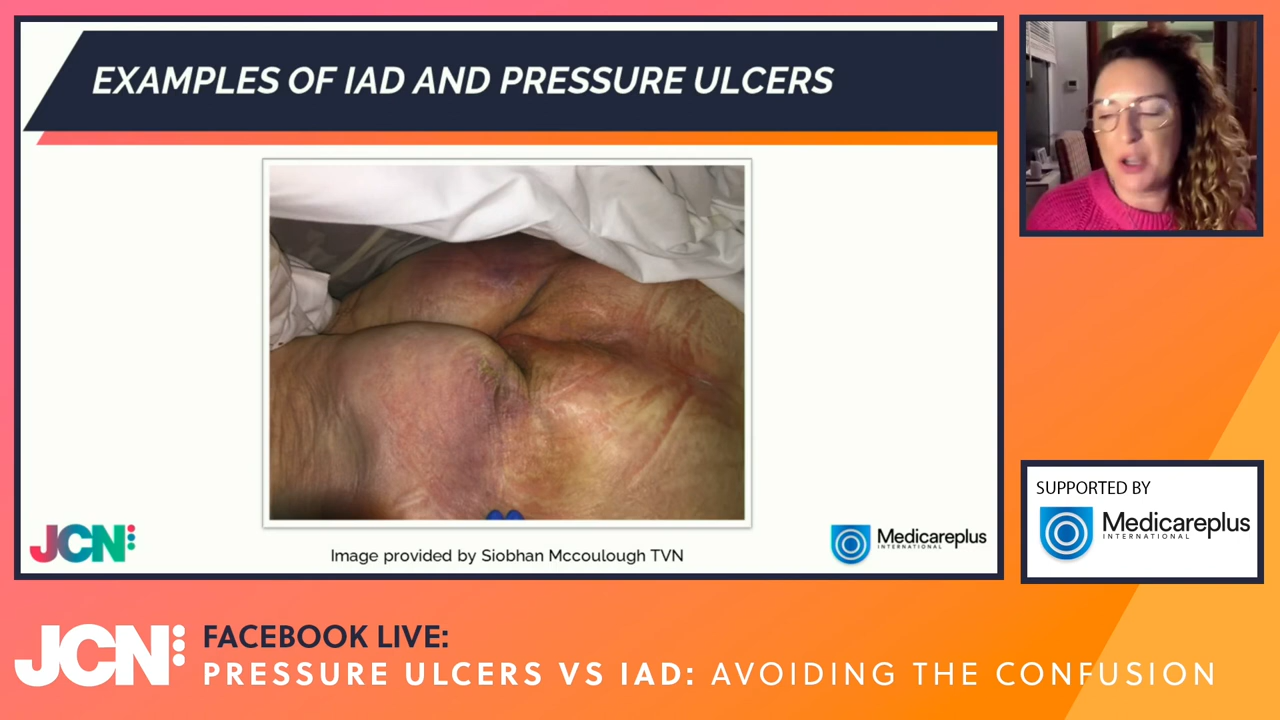 EXAMPLES OF IAD AND PRESSURE ULCERS
Image provided by Siobhan Mccoulough TVN
JCN
Medicareplus
INTERNATIONAL
SUPPORTED BY
Medicareplus
INTERNATIONAL
JCN
FACEBOOK LIVE:
PRESSURE ULCERS VS IAD: AVOIDING THE CONFUSION